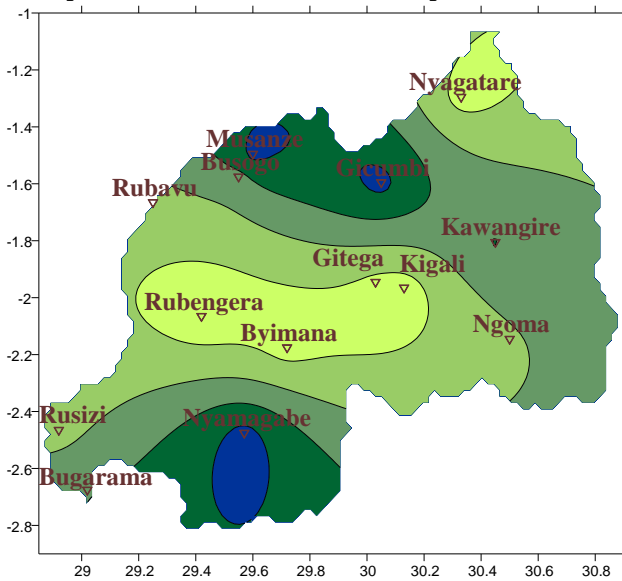 -1
-1.2
Nyagatare
-1.4
Musanze
Busogo
Gicumbi
-1.6
Rubavu
-1.8
Kawangire
Gitega
Kigali
-2
Rubengera
Byimana
Ngoma
-2.2
-2.4
Rusizi
Nyamagabe
-2.6
Bugarama
-2.8
29 29.2 29.4 29.6 29.8 30 30.2 30.4 30.6 30.8